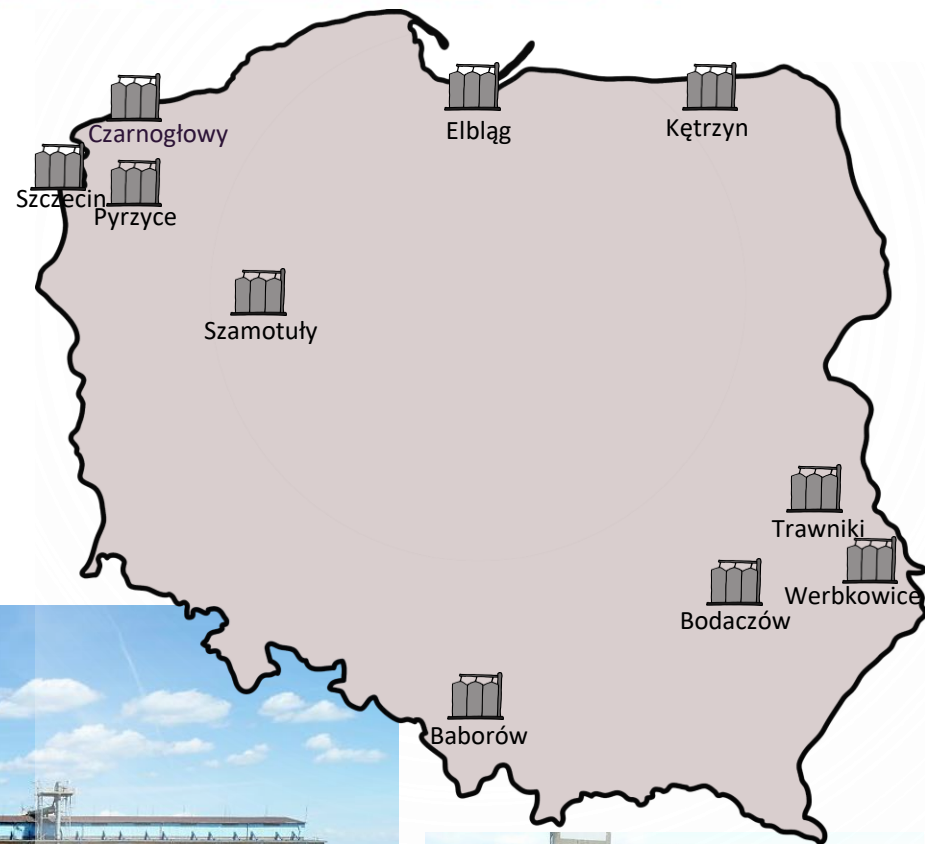 Czarnogłowy
Elbląg
Kętrzyn
Szczecin
Pyrzyce
Szamotuły
Trawniki
Werbkowice
Bodaczów
Baborów